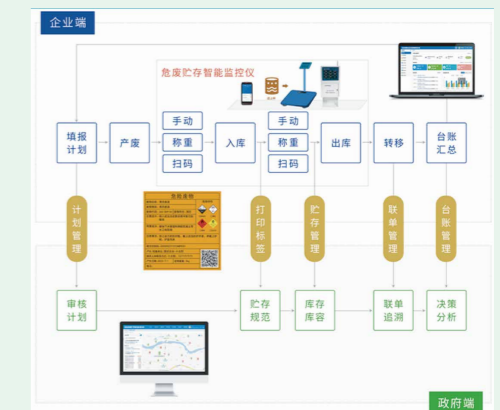 企业端
危废贮存智能监控仪
填报
计划
产废
手动
称重
扫码
入库
手动
称重
扫码
出库
转移
台账
汇总
计划管理
危险废物
打印标签
贮存管理
联单管理
台账管理
审核
计划
贮存
规范
库存
库容
联单
追溯
决策
分析
政府端